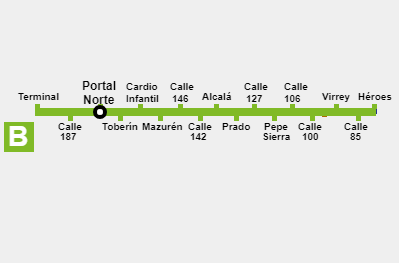 Terminal
Calle
187
Portal
Norte
Toberín
Cardio
Infantil
Mazurén
Calle
146
Calle
142
Alcalá
Prado
Calle
127
Pepe
Sierra
Calle
106
Calle
100
Virrey
Calle
85
Héroes
B